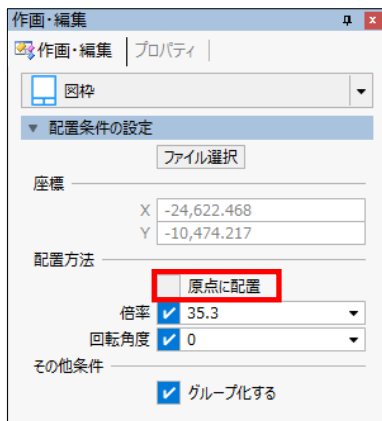 作画・編集
作画・編集 プロパティ
図枠
配置条件の設定
ファイル選択
座標
X -24,622.468
Y -10,474.217
配置方法
原点に配置
倍率 35.3
回転角度 0
その他条件
グループ化する